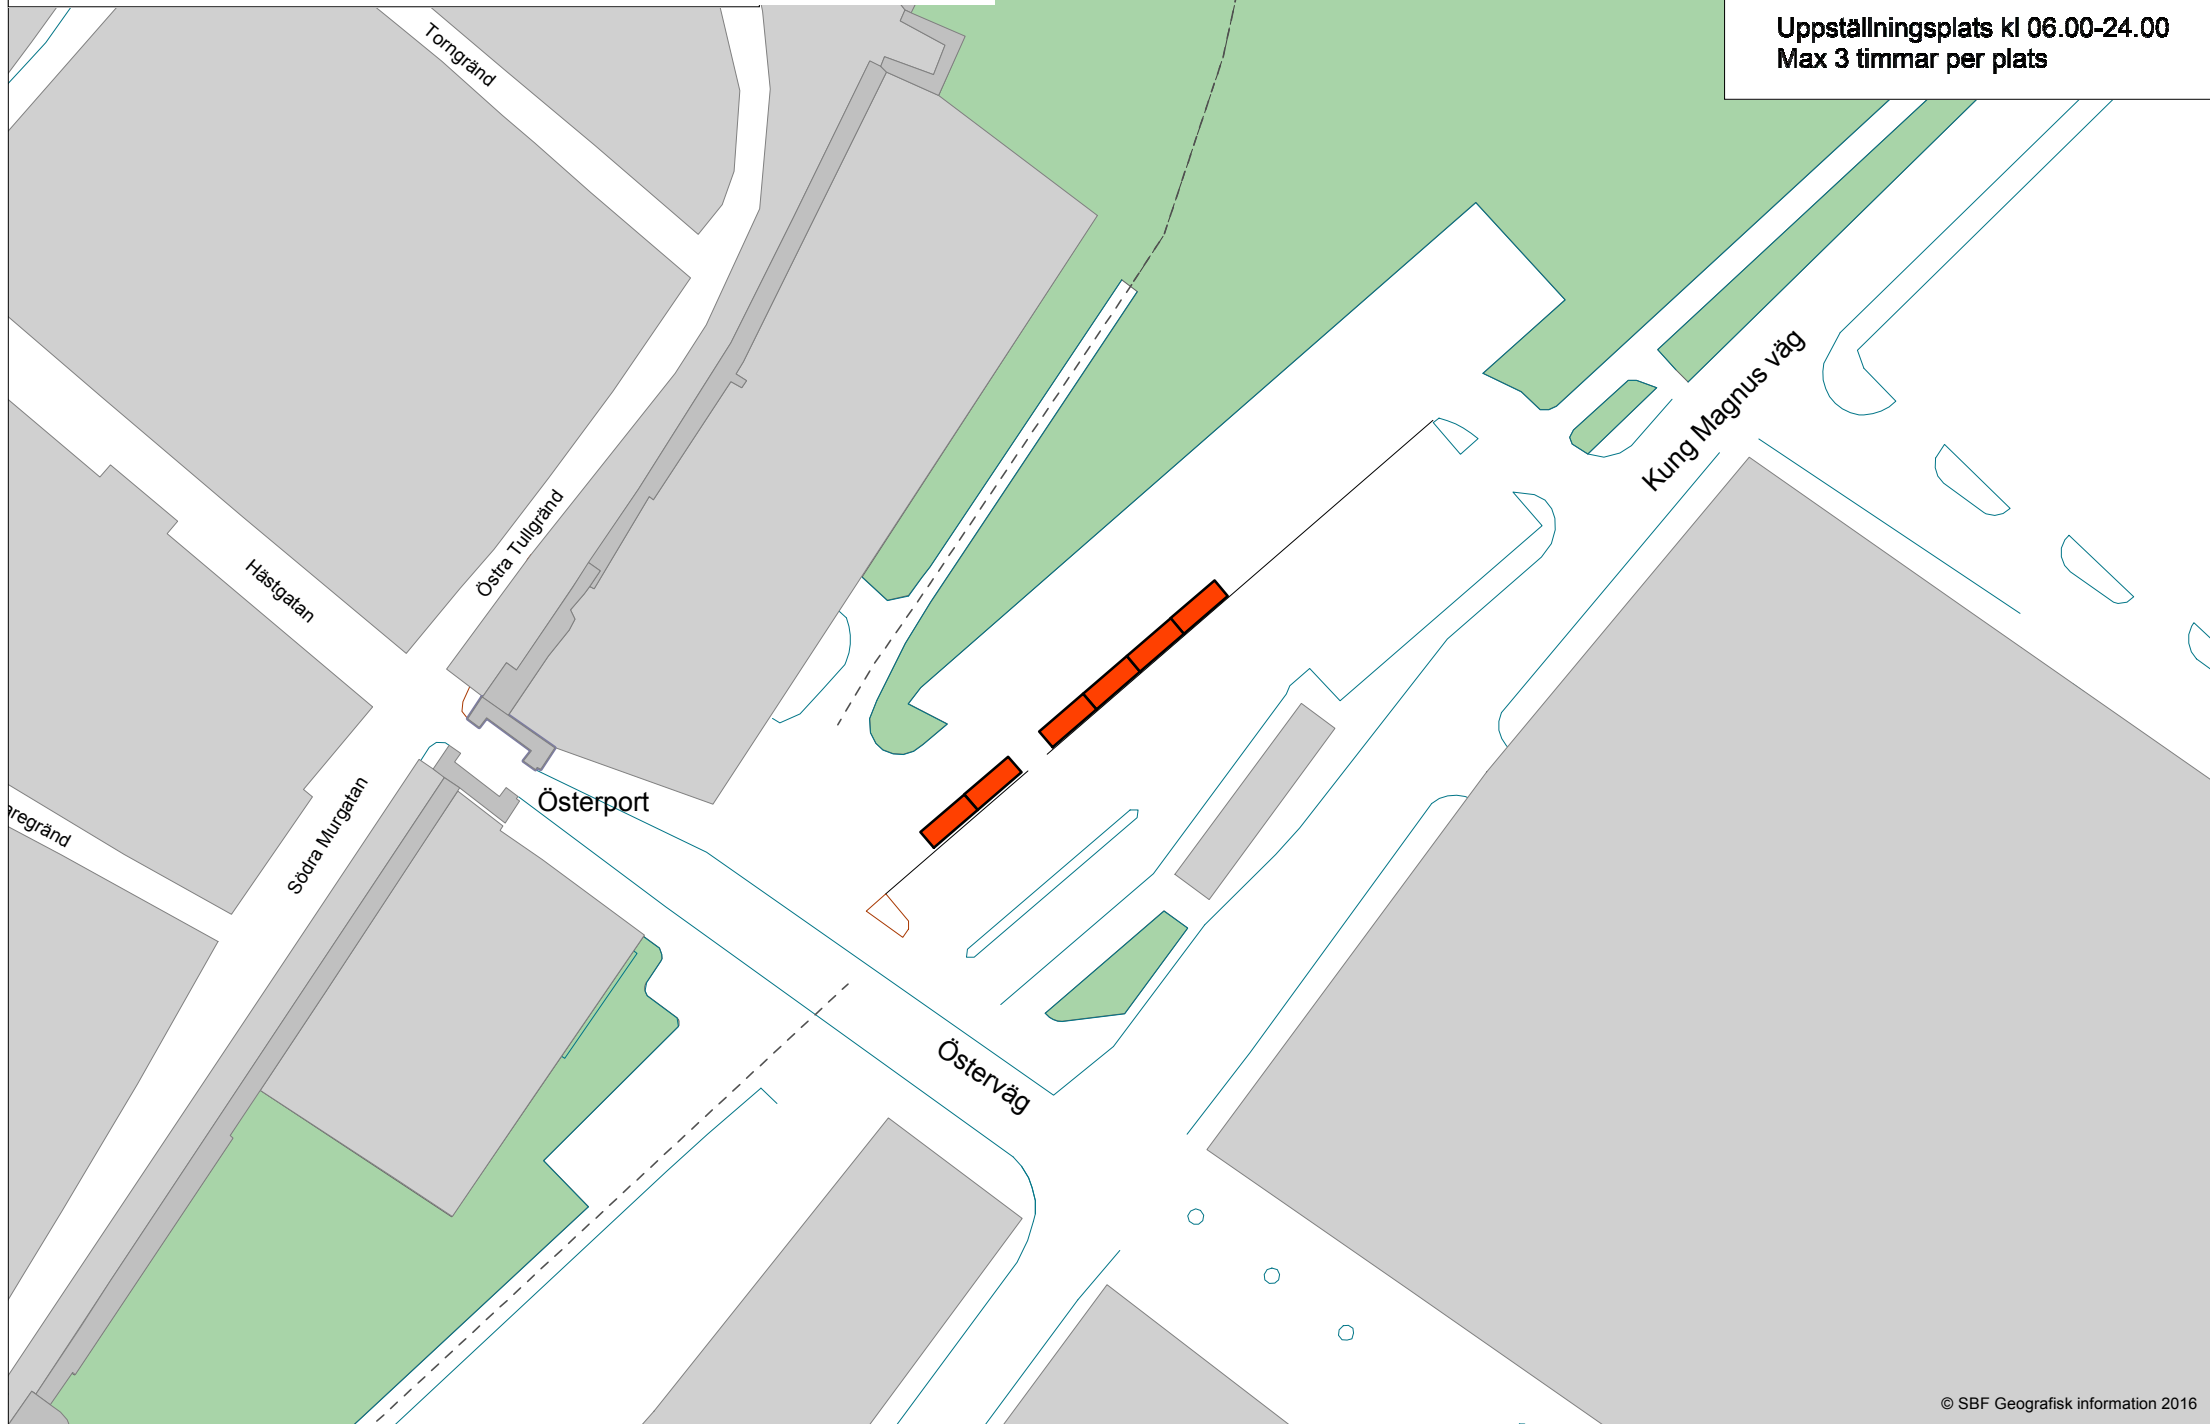 Uppställningsplats kl 06.00-24.00
Max 3 timmar per plats
Torngränd
Kung Magnus väg
Östra Tullgränd
Hästgatan
Österport
Södra Murgatan
aregränd
Österväg
© SBF Geografisk information 2016